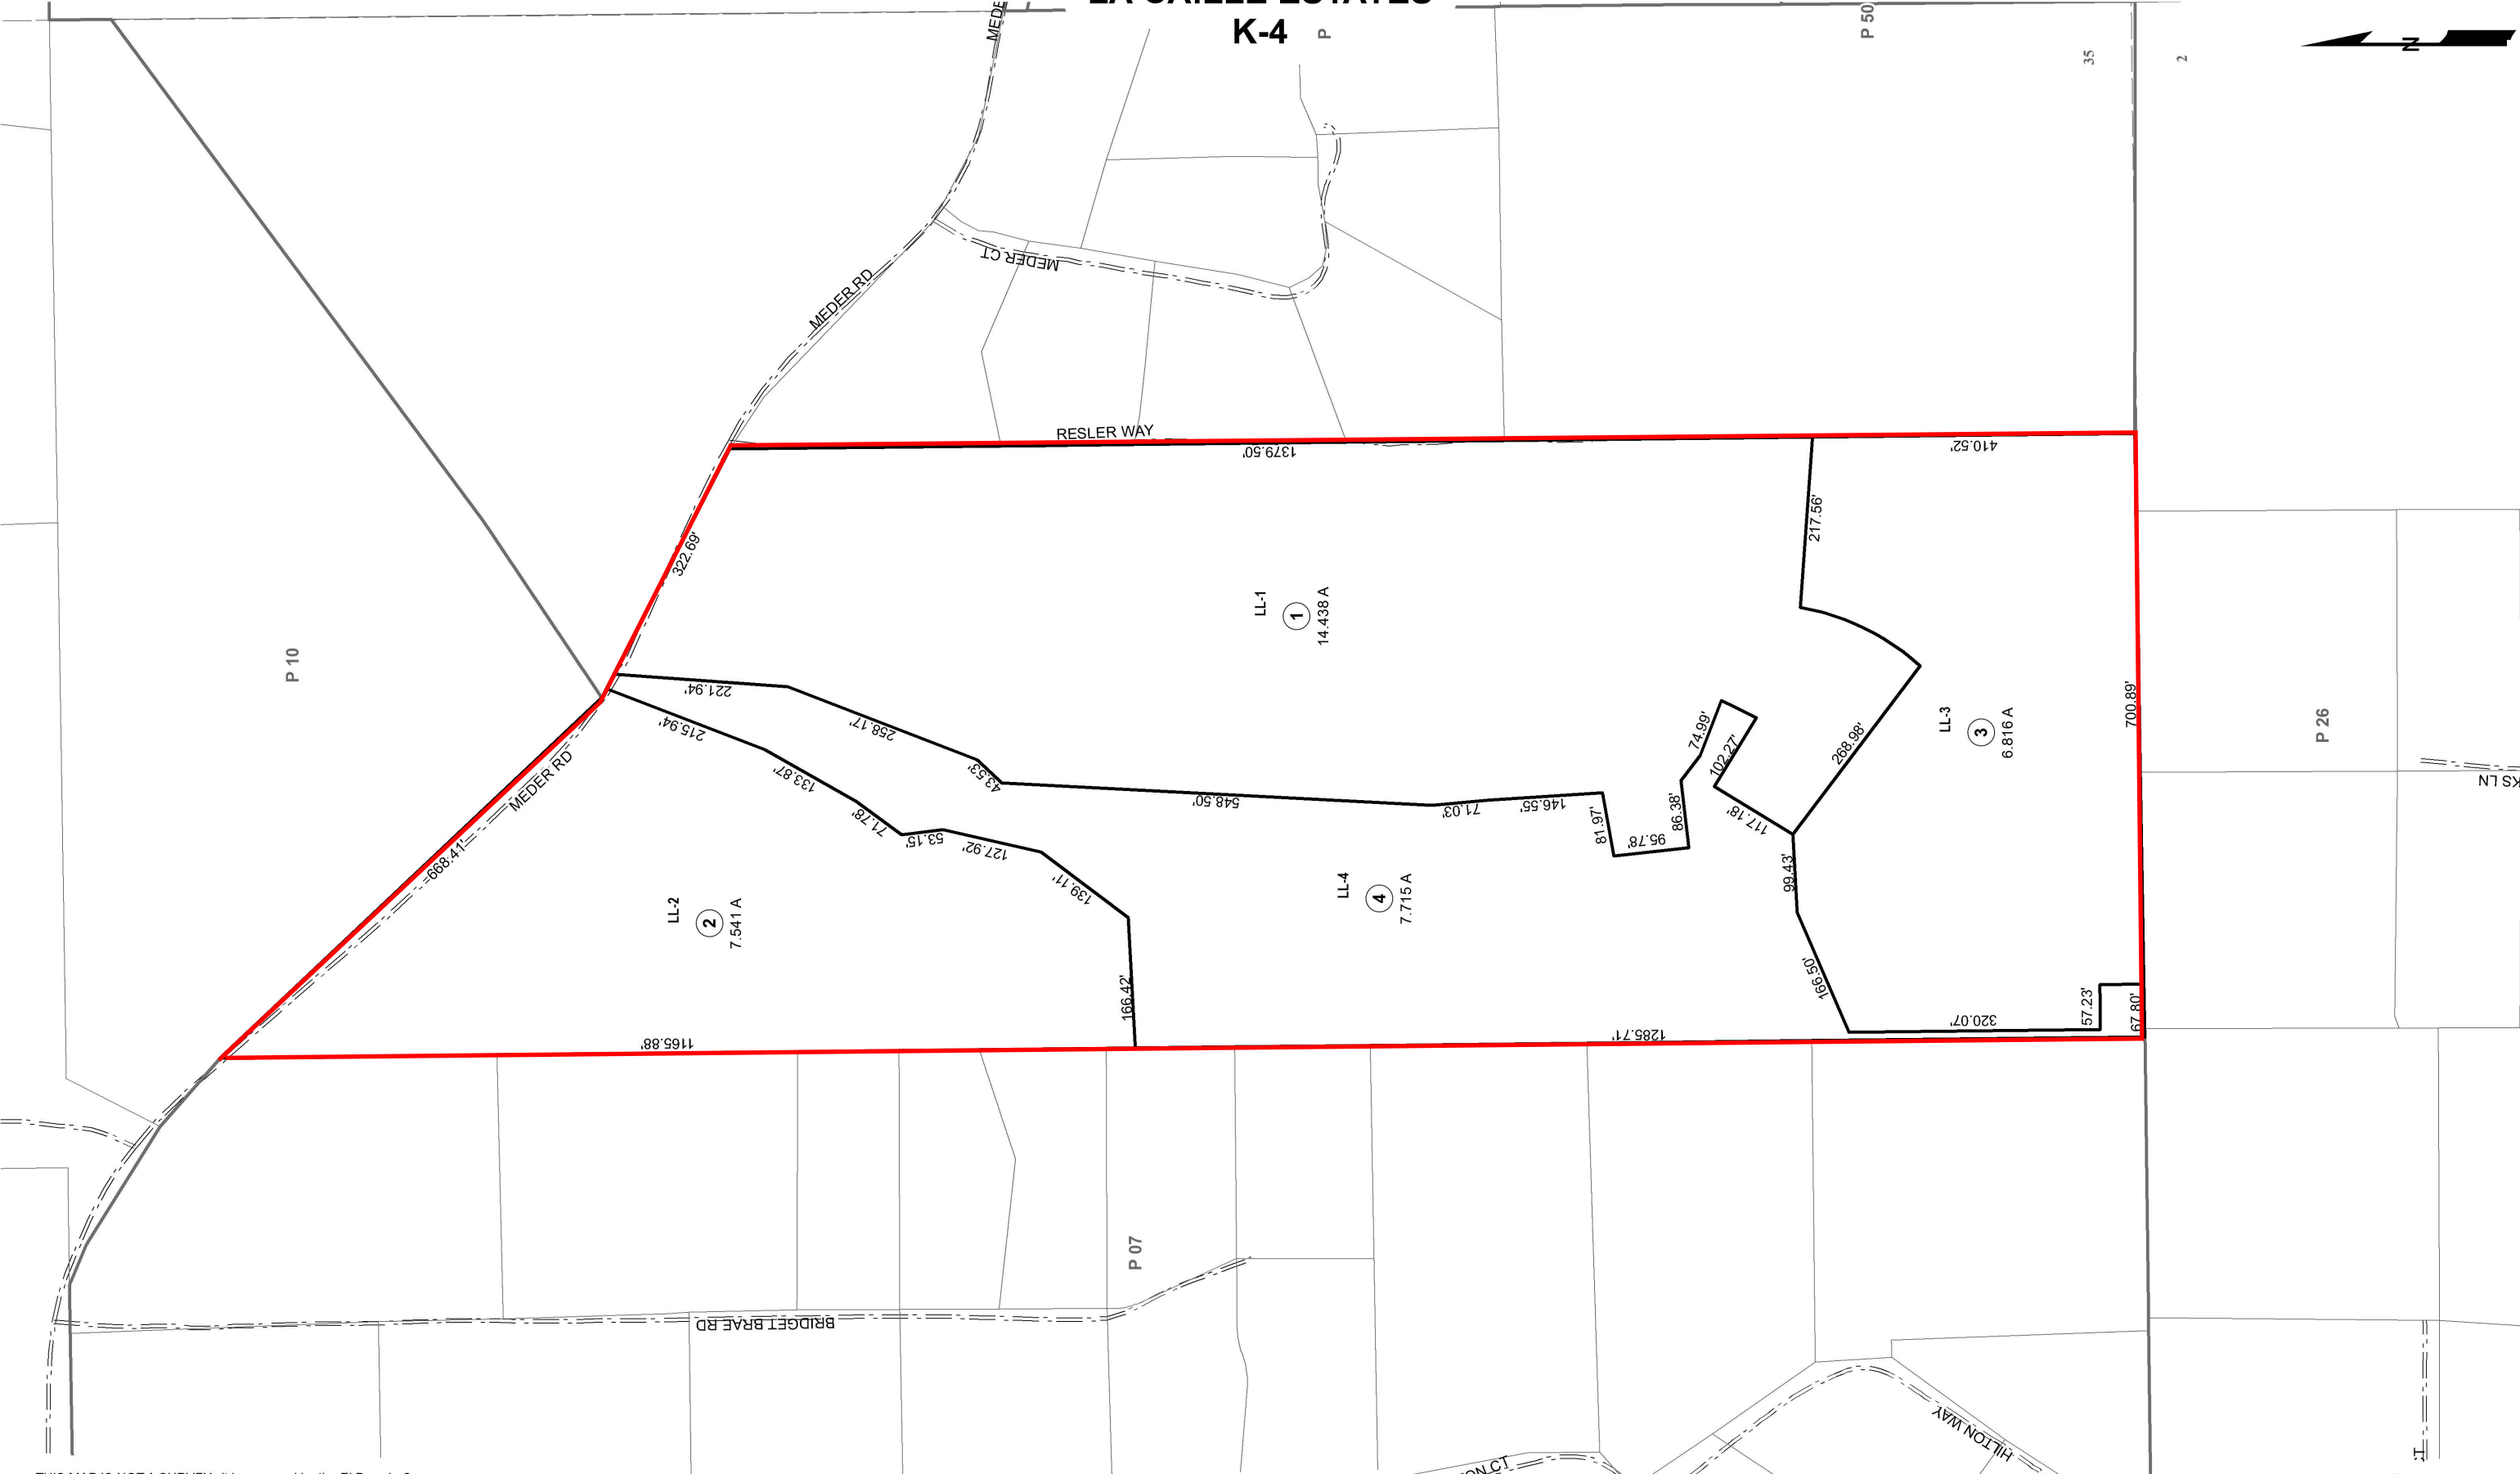 K-4
P
P 50
35
2
N
MEDER CT
MEDER RD
RESLER WAY
1379.50'
410.52'
217.56'
322.69'
LL-1
1
14.438 A
P 10
221.94'
215.94'
258.17'
133.87'
43.53'
74.99'
102.27'
268.98'
LL-3
3
6.816 A
700.89'
P 26
MEDER RD
668.41'
71.78'
53.15'
127.92'
139.11'
548.50'
71.03'
146.55'
81.97'
95.78'
86.38'
117.18'
LL-2
2
7.541 A
LL-4
4
7.715 A
99.43'
166.50'
166.42'
320.07'
57.23'
67.80'
1165.88'
1285.71'
P 07
BRIDGET BRAE RD
HILTON WAY
LN
CT